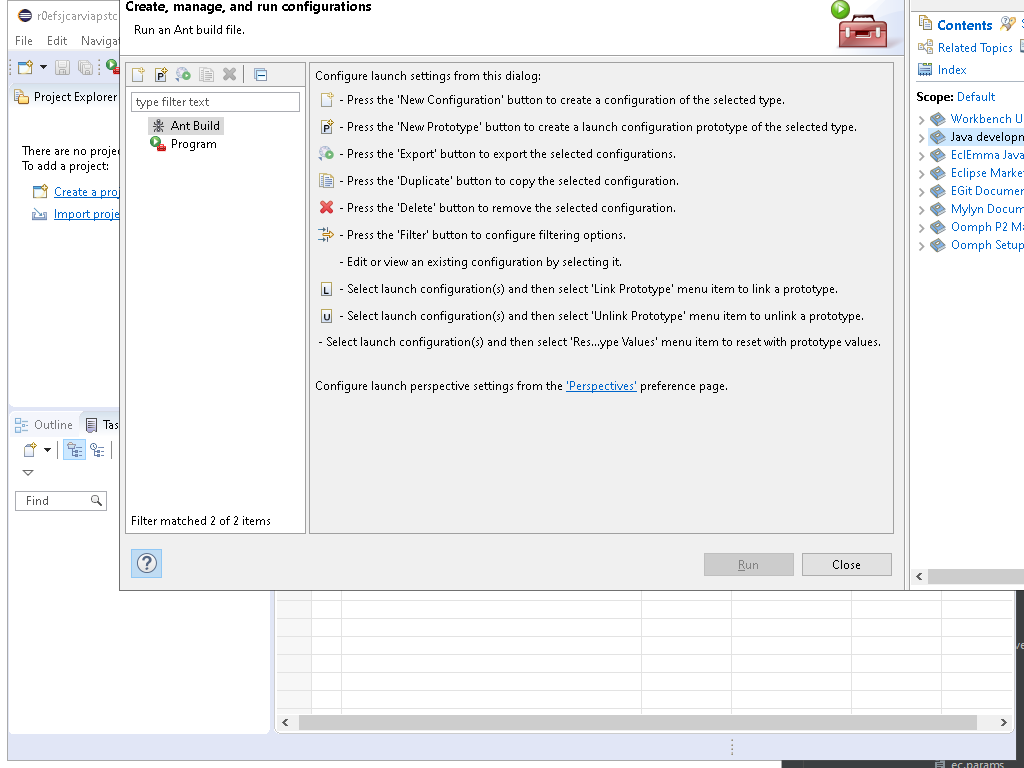 r0efsjcarviapstc
File Edit Naviga
Project Explorer
There are no proje
To add a project:
Create a proj
Import proje
Outline Tas
Find
Create, manage, and run configurations
Run an Ant build file.
type filter text
Ant Build
Program
Filter matched 2 of 2 items
Configure launch settings from this dialog:
- Press the 'New Configuration' button to create a configuration of the selected type.
- Press the 'New Prototype' button to create a launch configuration prototype of the selected type.
- Press the 'Export' button to export the selected configurations.
- Press the 'Duplicate' button to copy the selected configuration.
- Press the 'Delete' button to remove the selected configuration.
- Press the 'Filter' button to configure filtering options.
- Edit or view an existing configuration by selecting it.
L - Select launch configuration(s) and then select 'Link Prototype' menu item to link a prototype.
U - Select launch configuration(s) and then select 'Unlink Prototype' menu item to unlink a prototype.
- Select launch configuration(s) and then select 'Res...ype Values' menu item to reset with prototype values.
Configure launch perspective settings from the 'Perspectives' preference page.
Run Close
Contents
Related Topics
Index
Scope: Default
Workbench U
Java developm
EclEmma Java
Eclipse Marke
EGit Documen
Mylyn Docum
Oomph P2 Ma
Oomph Setup
ec.params